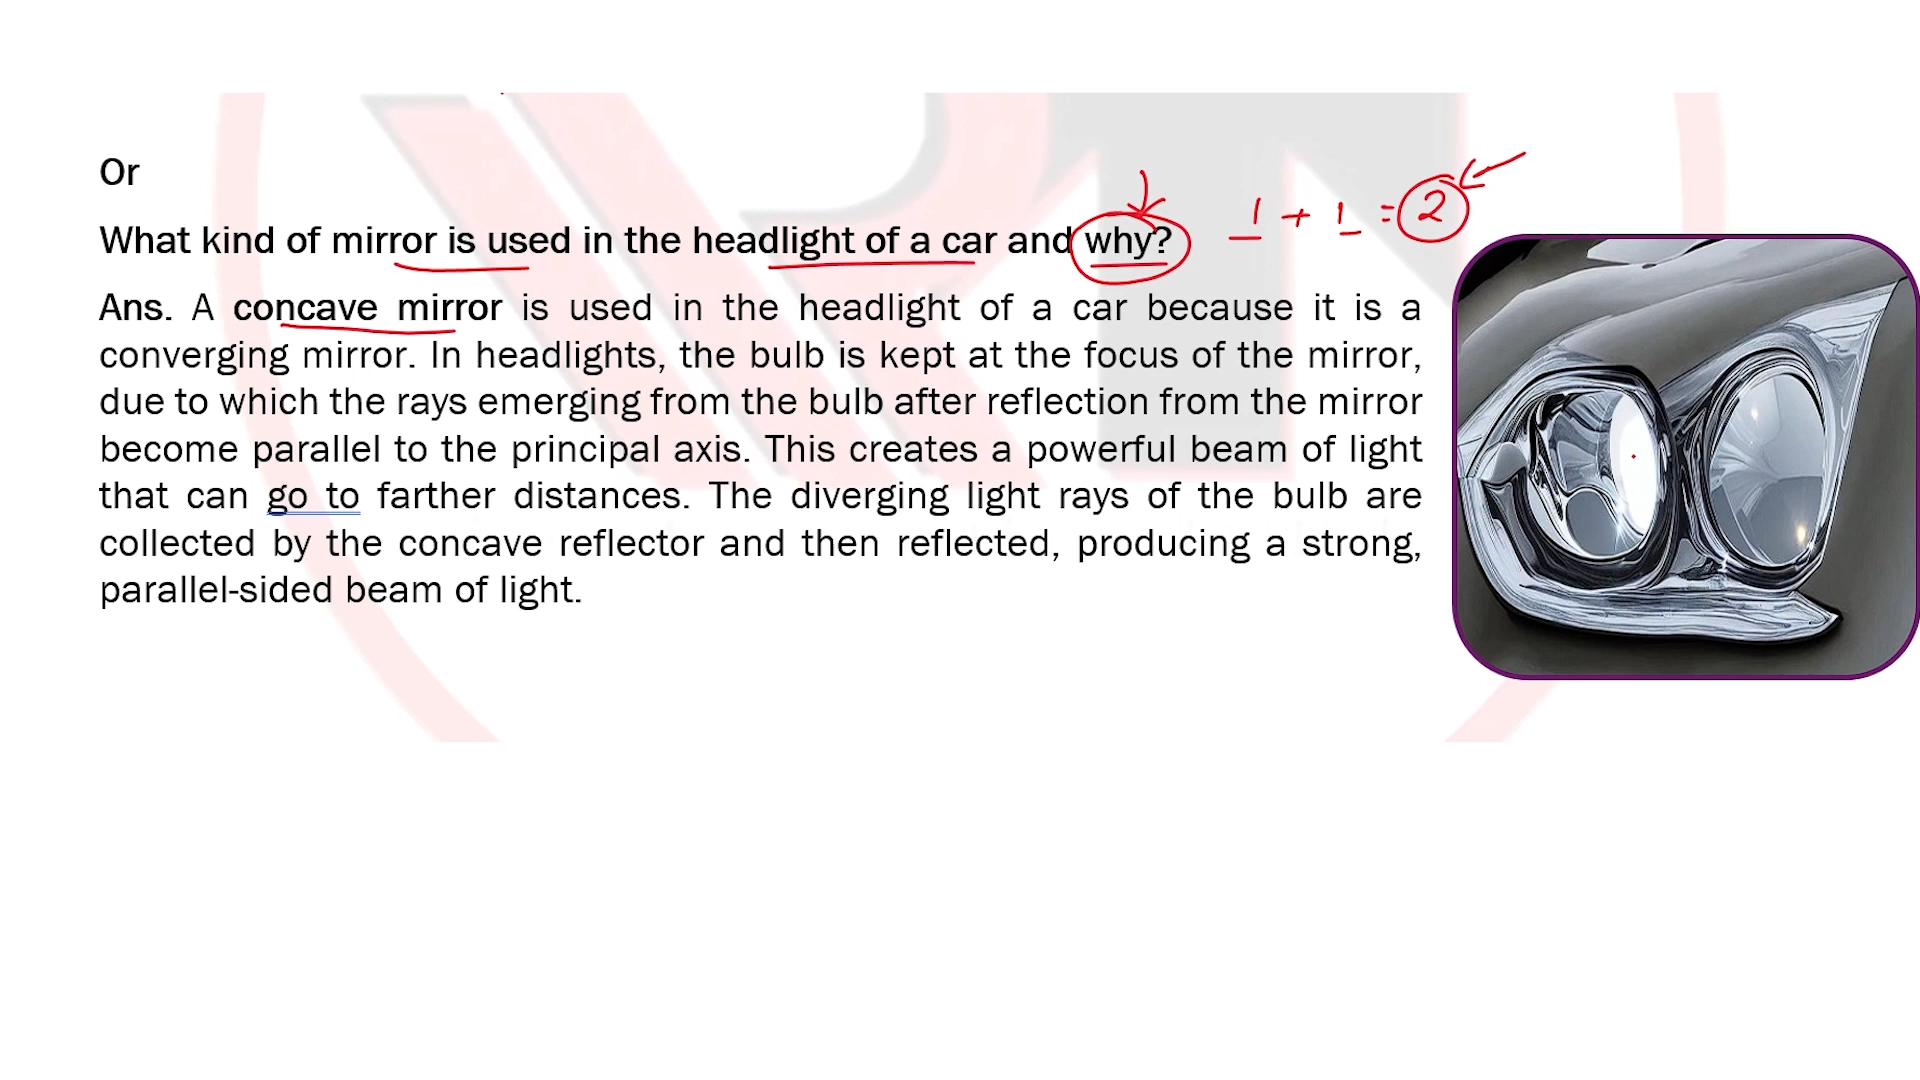 Or
What kind of mirror is used in the headlight of a car and why? 1 + 1 = 2
Ans. A concave mirror is used in the headlight of a car because it is a
converging mirror. In headlights, the bulb is kept at the focus of the mirror,
due to which the rays emerging from the bulb after reflection from the mirror
become parallel to the principal axis. This creates a powerful beam of light
that can go to farther distances. The diverging light rays of the bulb are
collected by the concave reflector and then reflected, producing a strong,
parallel-sided beam of light.